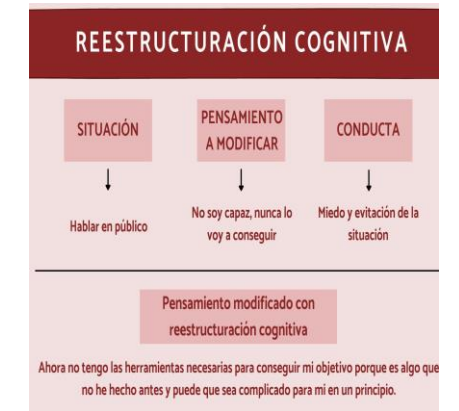 REESTRUCTURACIÓN COGNITIVA
SITUACIÓN
PENSAMIENTO
A MODIFICAR
CONDUCTA
Hablar en público
No soy capaz, nunca lo
voy a conseguir
Miedo y evitación de la
situación
Pensamiento modificado con
reestructuración cognitiva
Ahora no tengo las herramientas necesarias para conseguir mi objetivo porque es algo que
no he hecho antes y puede que sea complicado para mi en un principio.